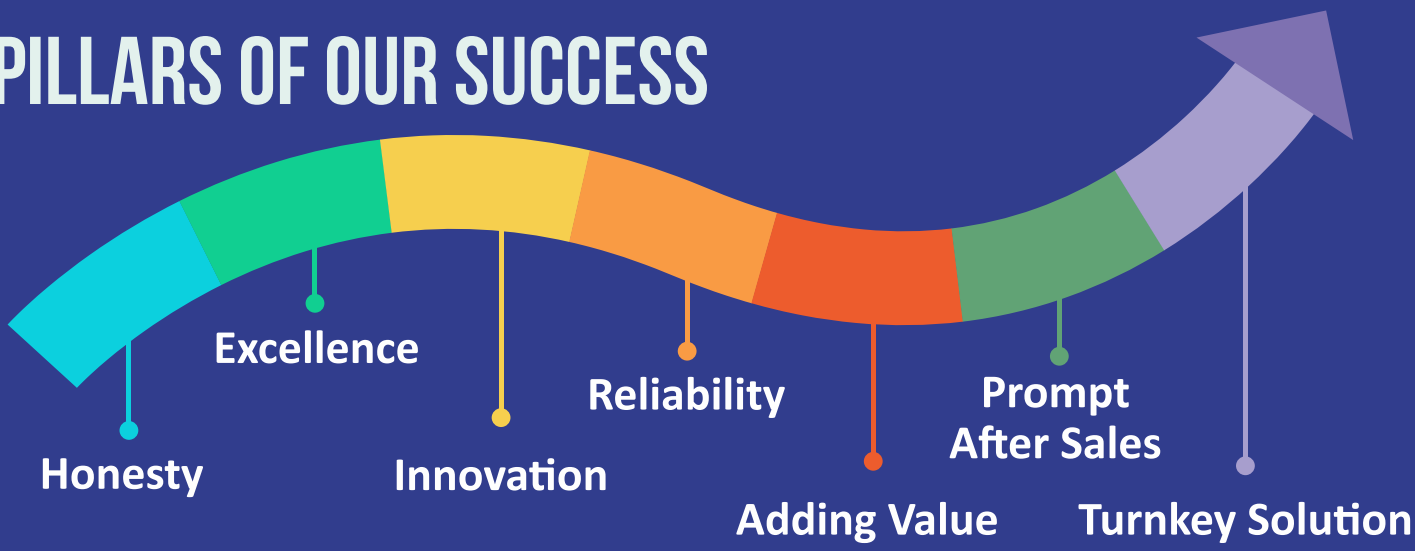 PILLARS OF OUR SUCCESS
Honesty
Excellence
Innovation
Reliability
Adding Value
Prompt
After Sales
Turnkey Solution